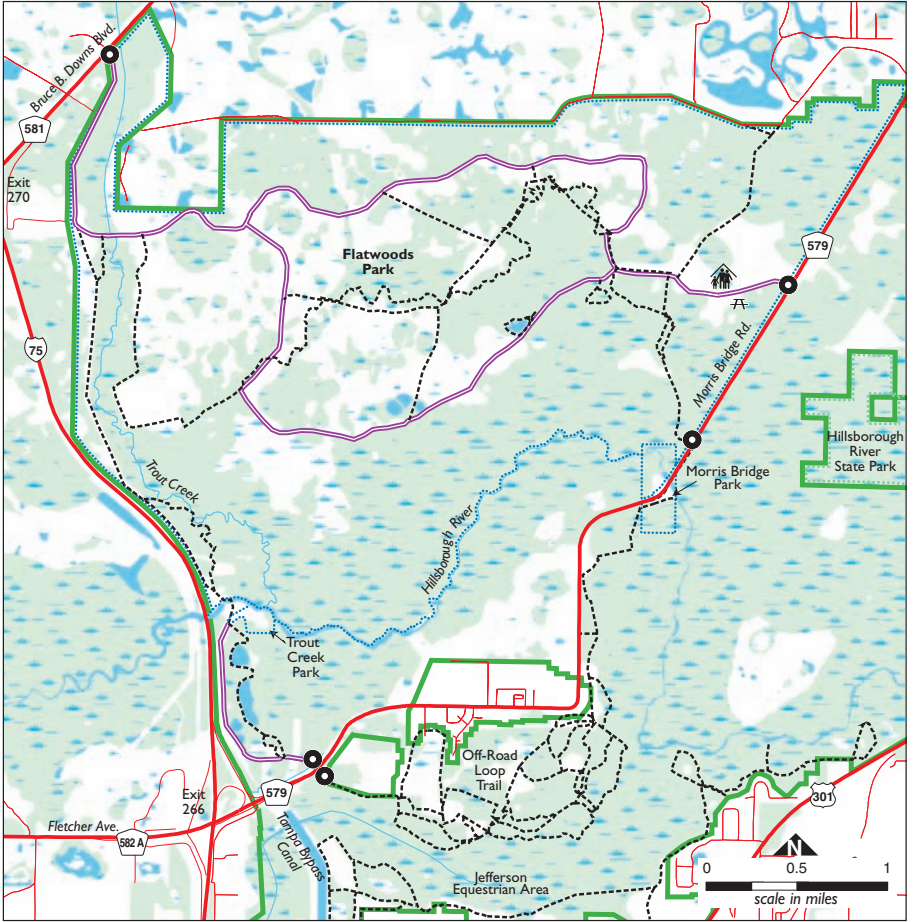 Bruce B. Downs Blvd.
581
Exit
270
Flatwoods
Park
579
75
Morris Bridge Rd.
Hillsborough
River
State Park
Trout Creek
Morris Bridge
Park
Hillsborough River
Trout
Creek
Park
Off-Road
Loop
Trail
Exit
266
579
301
Fletcher Ave.
582 A
Tamba Bypass
Canal
N
0 0.5 1
scale in miles
Jefferson
Equestrian Area